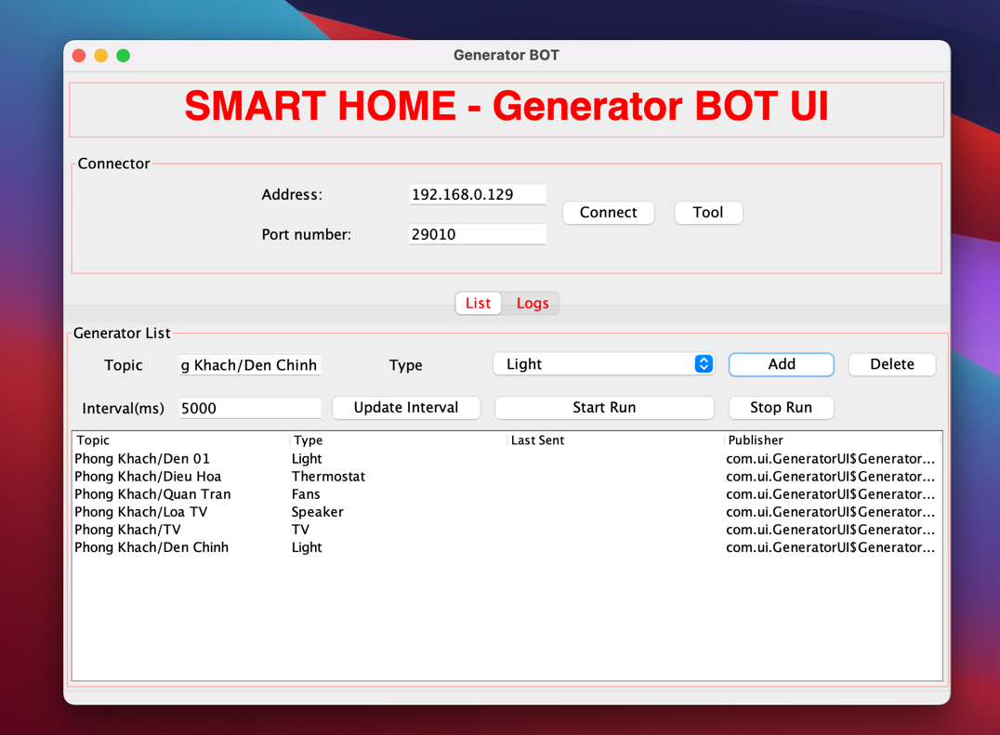 Generator BOT
SMART HOME - Generator BOT UI
Connector
Address: 192.168.0.129
Connect Tool
Port number: 29010
List Logs
Generator List
Topic g Khach/Den Chinh Type Light Add Delete
Interval(ms) 5000 Update Interval Start Run Stop Run
Topic Type Last Sent Publisher
Phong Khach/Den 01 Light com.ui.GeneratorUI$Generator...
Phong Khach/Dieu Hoa Thermostat com.ui.GeneratorUI$Generator...
Phong Khach/Quan Tran Fans com.ui.GeneratorUI$Generator...
Phong Khach/Loa TV Speaker com.ui.GeneratorUI$Generator...
Phong Khach/TV TV com.ui.GeneratorUI$Generator...
Phong Khach/Den Chinh Light com.ui.GeneratorUI$Generator...